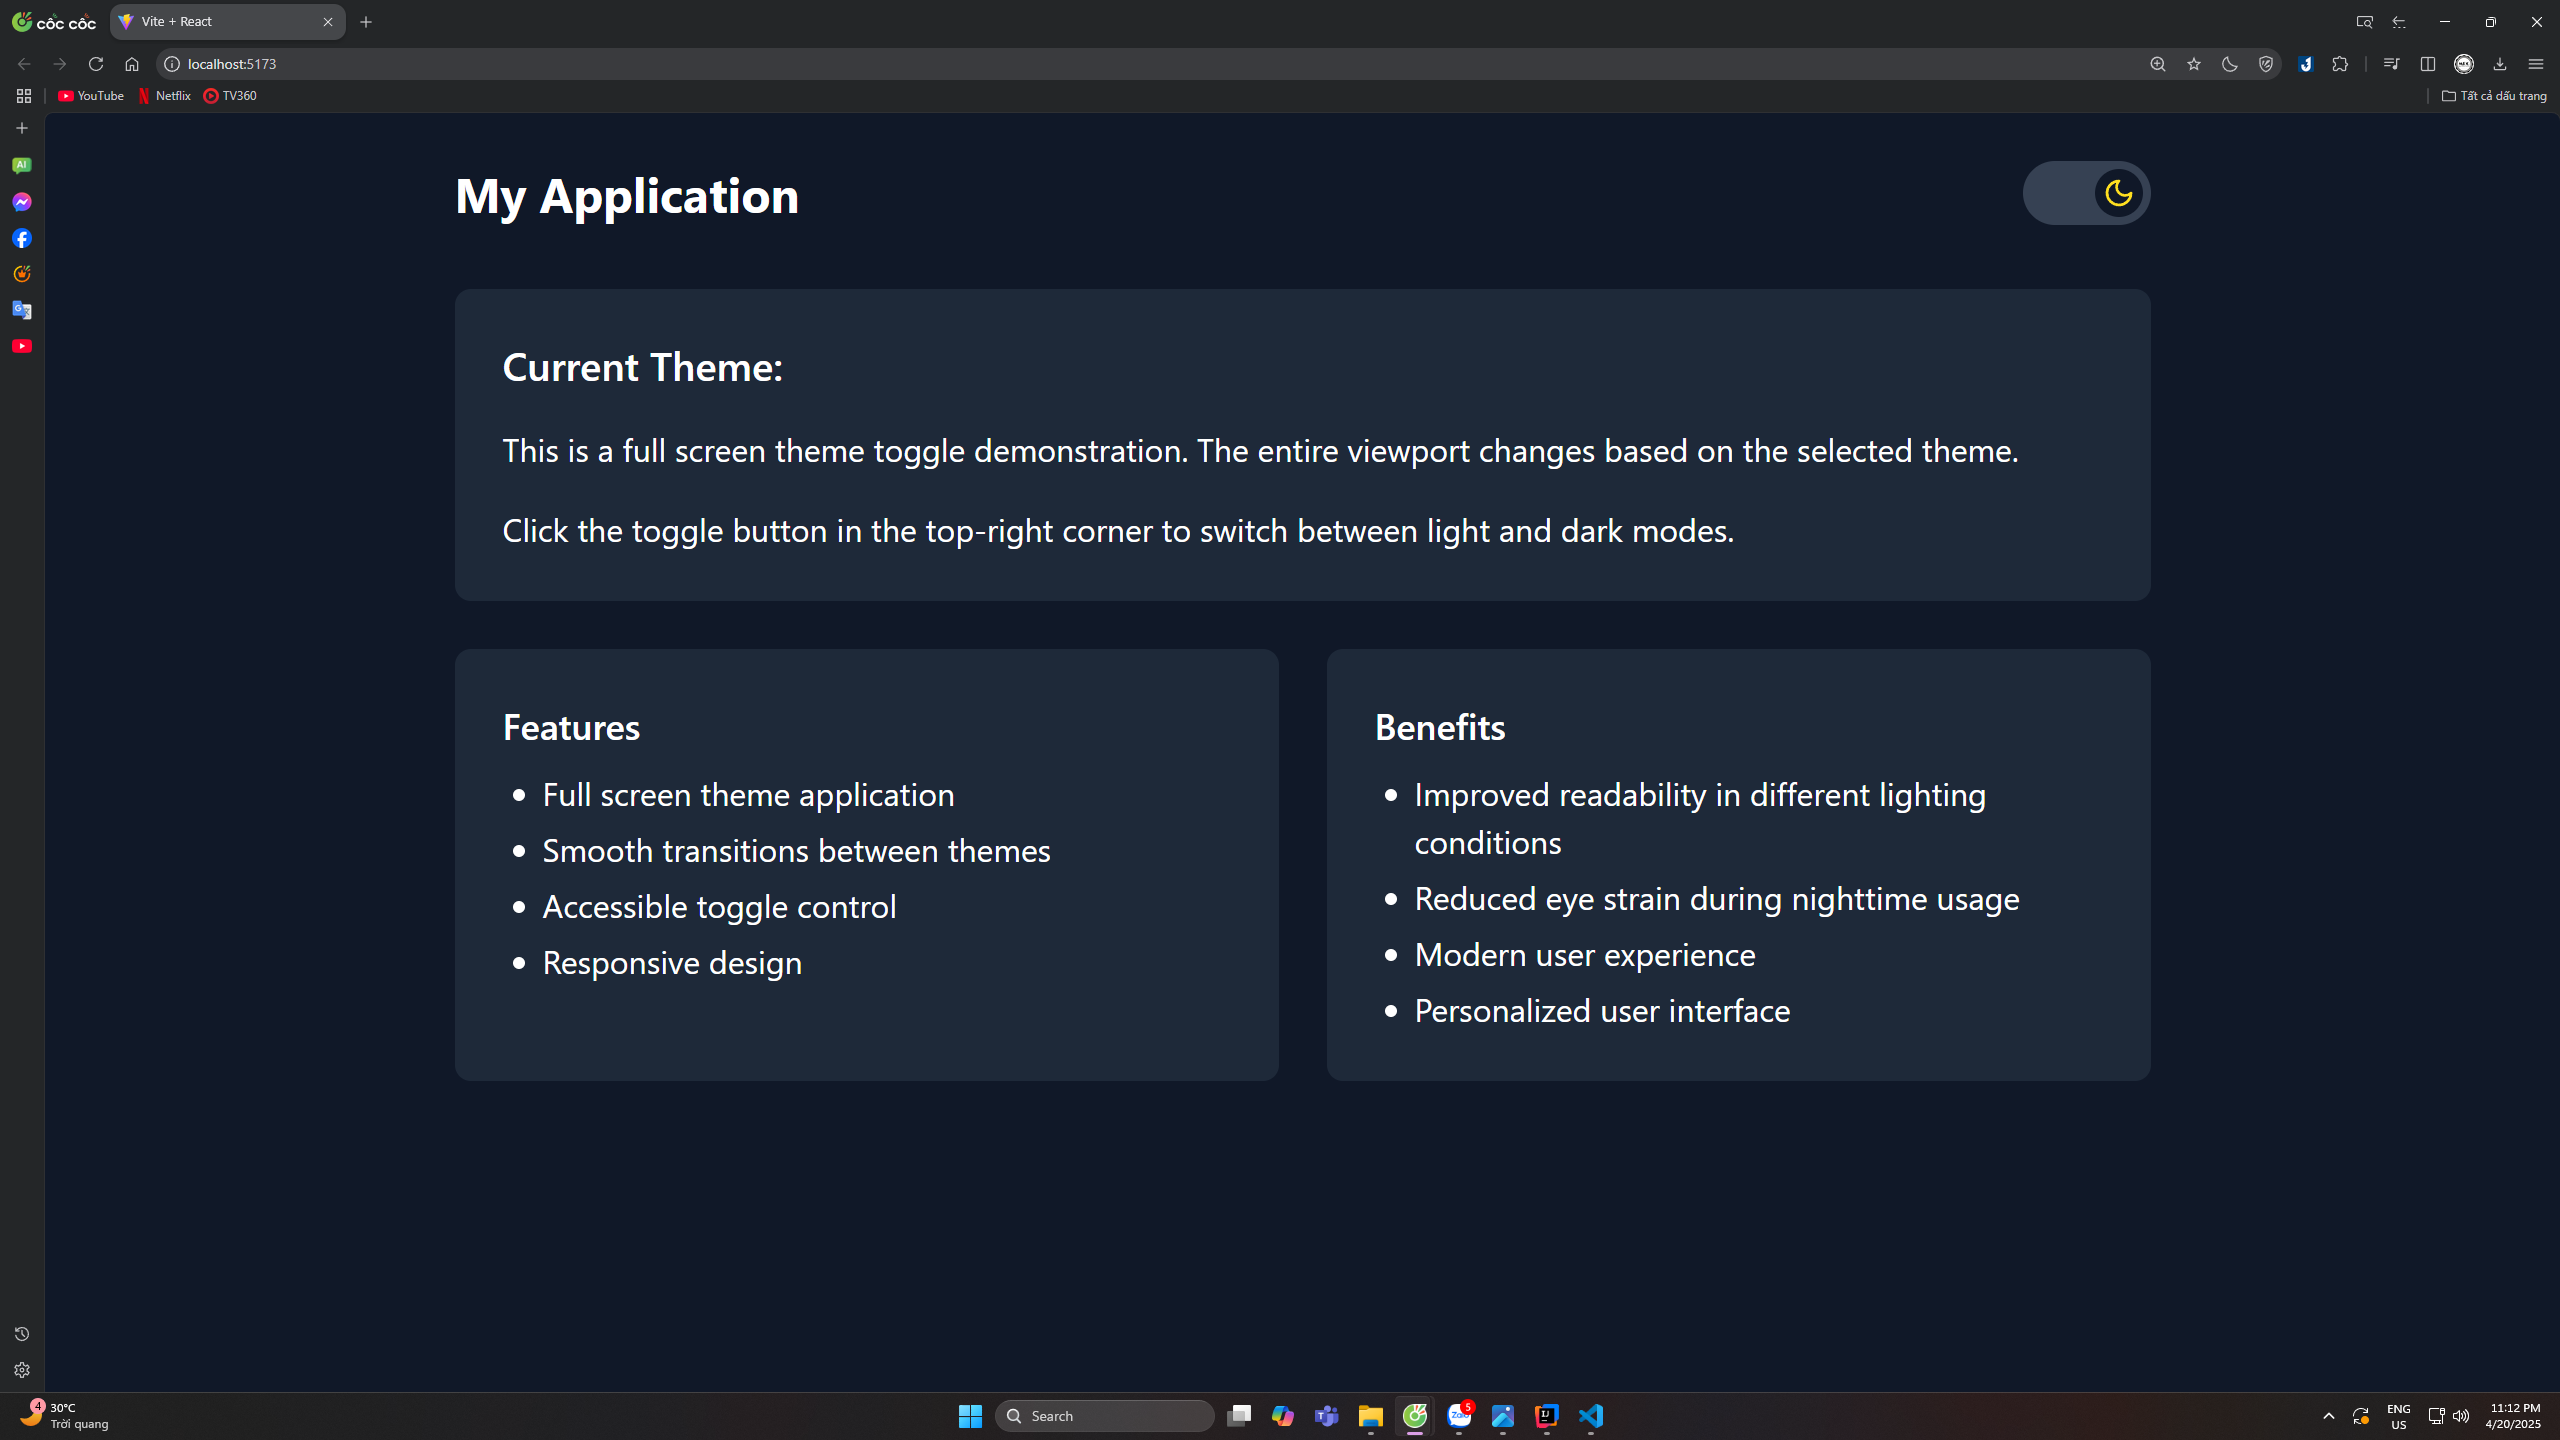 cốc cốc
Vite + React
localhost:5173
YouTube
Netflix
TV360
Tất cả dấu trang
AI
My Application
Current Theme:
This is a full screen theme toggle demonstration. The entire viewport changes based on the selected theme.
Click the toggle button in the top-right corner to switch between light and dark modes.
Features
Full screen theme application
Smooth transitions between themes
Accessible toggle control
Responsive design
Benefits
Improved readability in different lighting
conditions
Reduced eye strain during nighttime usage
Modern user experience
Personalized user interface
4
30°C
Trời quang
Search
Zalo
5
IJ
ENG
US
11:12 PM
4/20/2025